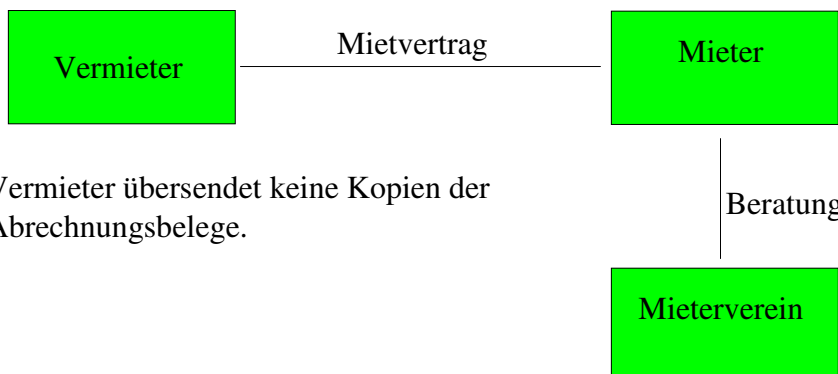 Mietvertrag
Vermieter
Mieter
Vermieter übersendet keine Kopien der
Abrechnungsbelege.
Beratung
Mieterverein